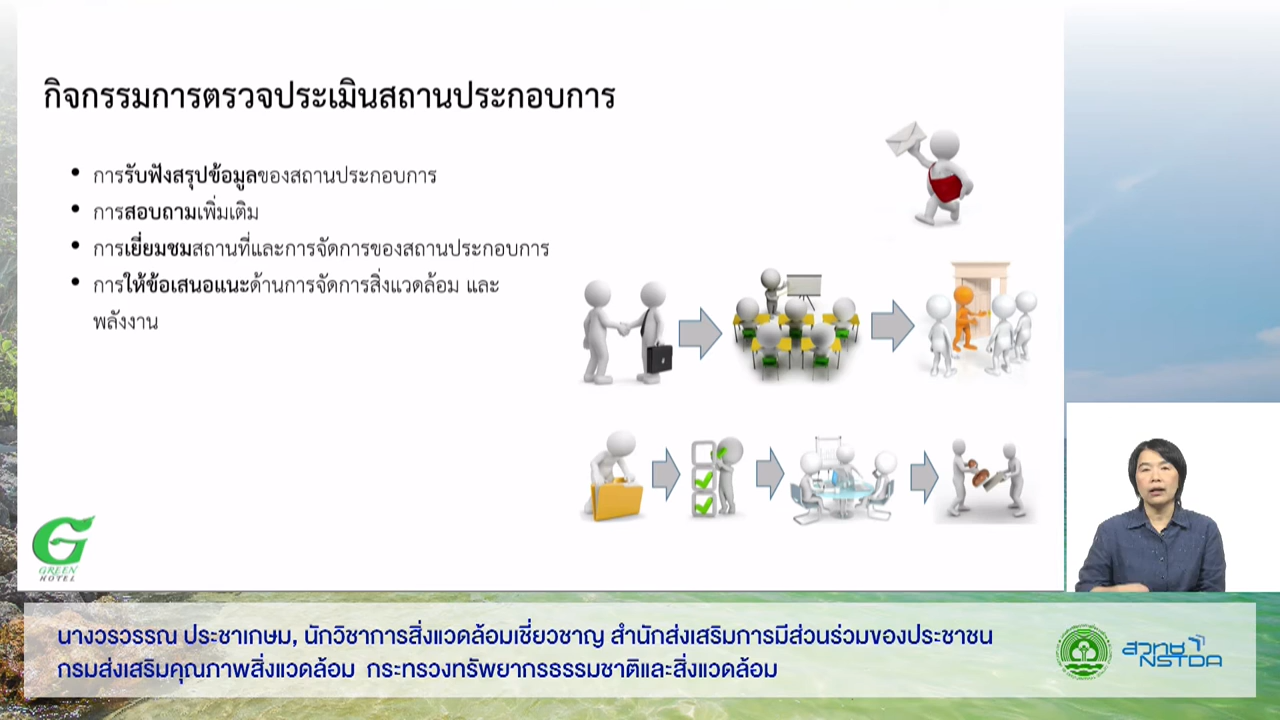 กิจกรรมการตรวจประเมินสถานประกอบการ
• การรับฟังสรุปข้อมูลของสถานประกอบการ
• การสอบถามเพิ่มเติม
• การเยี่ยมชมสถานที่และการจัดการของสถานประกอบการ
• การให้ข้อเสนอแนะด้านการจัดการสิ่งแวดล้อม และ
พลังงาน
GREEN
HOTEL
นางวรวรรณ ประชาเกษม, นักวิชาการสิ่งแวดล้อมเชี่ยวชาญ สำนักส่งเสริมการมีส่วนร่วมของประชาชน
กรมส่งเสริมคุณภาพสิ่งแวดล้อม กระทรวงทรัพยากรธรรมชาติและสิ่งแวดล้อม
สวทช
NSTDA